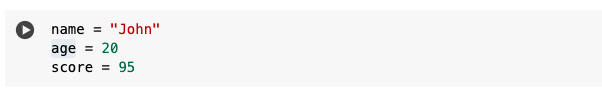 name = "John"
age = 20
score = 95